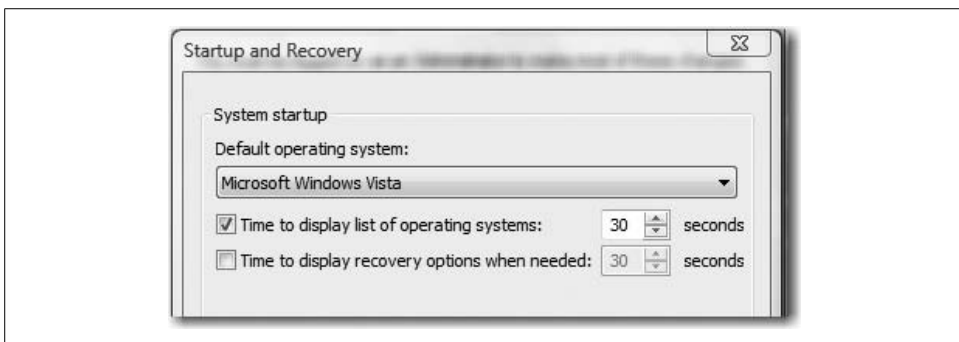 Startup and Recovery
System startup
Default operating system:
Microsoft Windows Vista
Time to display list of operating systems: 30 seconds
Time to display recovery options when needed: 30 seconds